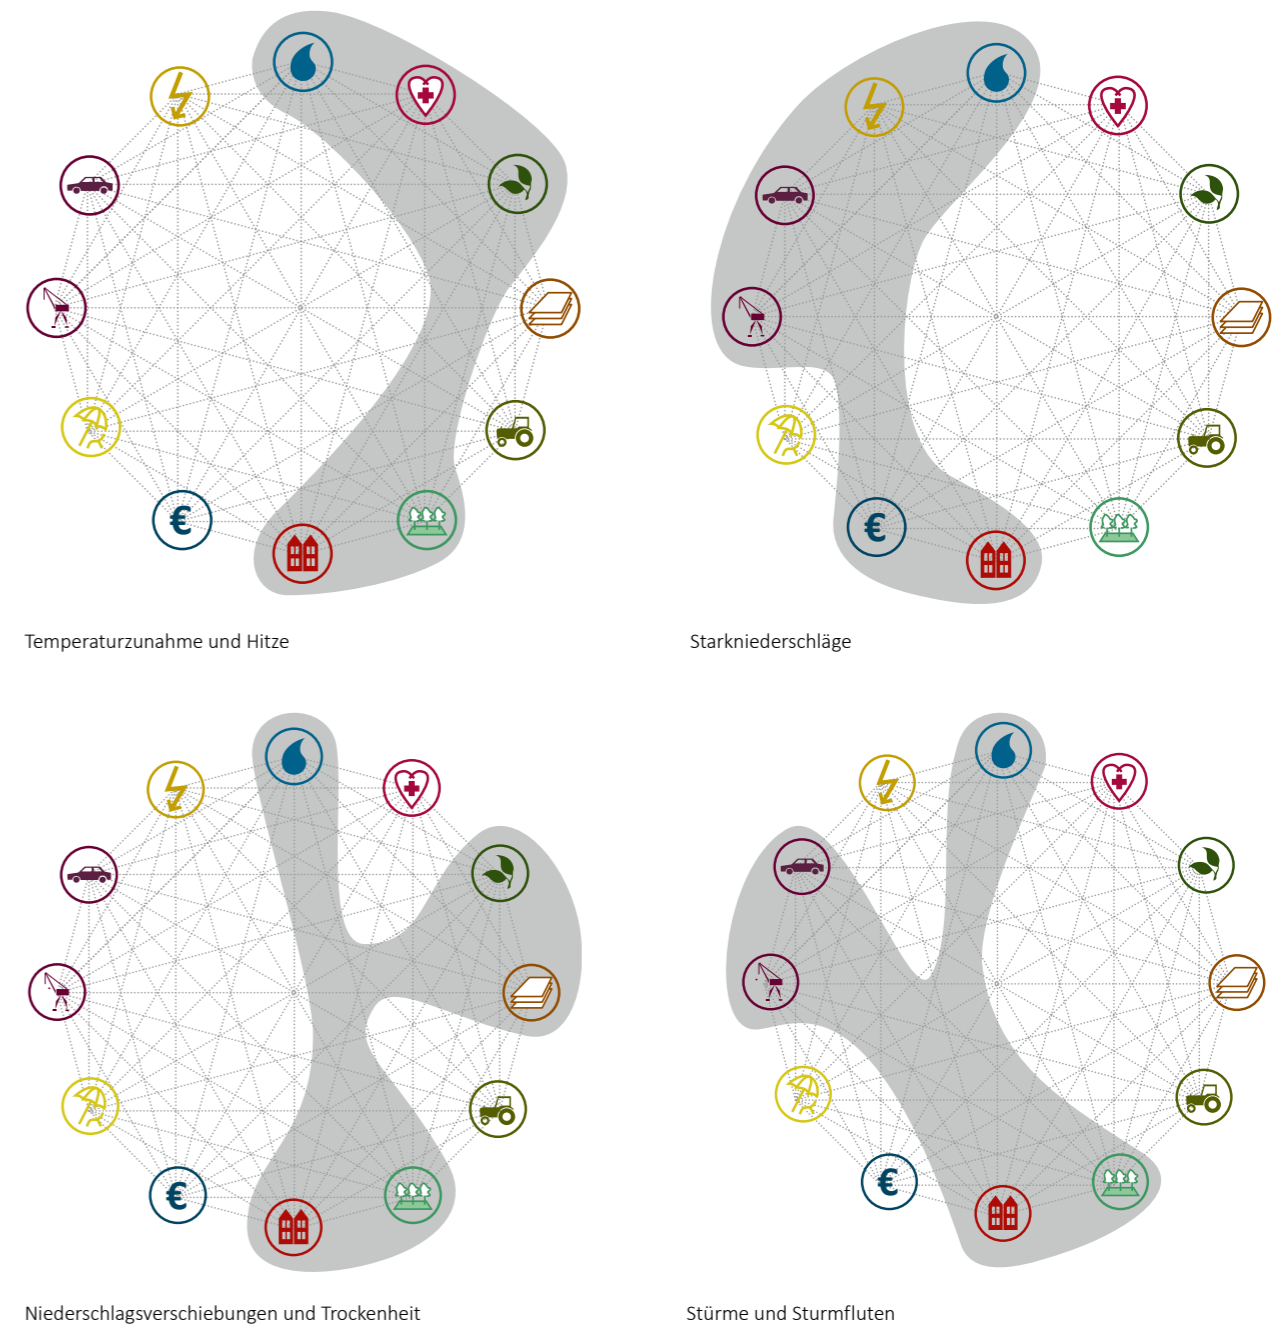 €
€
Temperaturzunahme und Hitze
Starkniederschläge
€
€
Niederschlagsverschiebungen und Trockenheit
Stürme und Sturmfluten